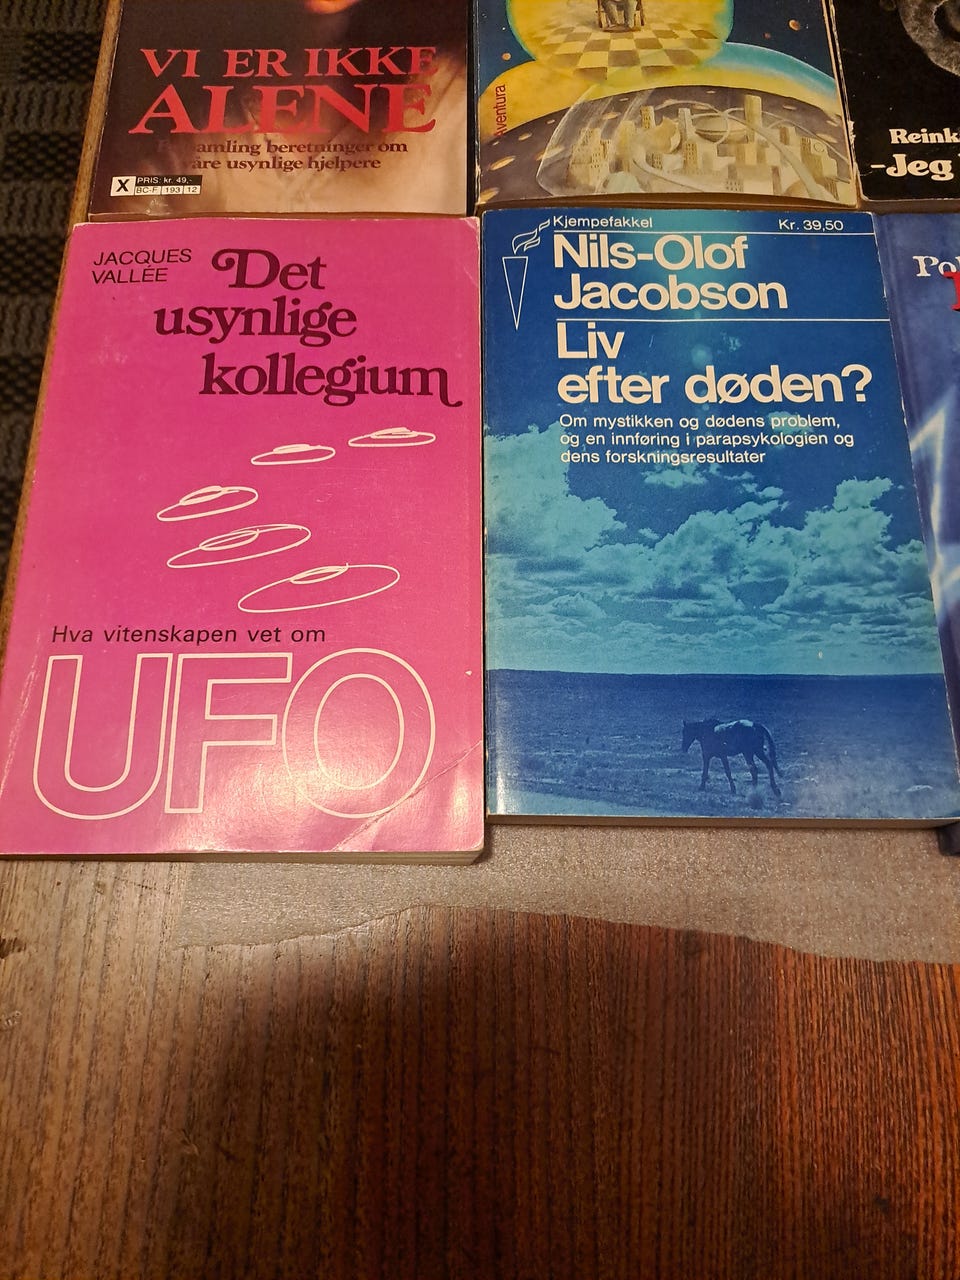 VI ER IKKE
ALENE
samling beretninger om
våre usynlige hjelpere
X
PRIS: kr. 49,-
BC-F 193 12
Aventura
Reink
-Jeg
JACQUES
VALLÉE
Det
usynlige
kollegium
Hva vitenskapen vet om
UFO
Kjempefakkel
Kr. 39,50
Nils-Olof
Jacobson
Liv
efter døden?
Om mystikken og dødens problem,
og en innføring i parapsykologien og
dens forskningsresultater